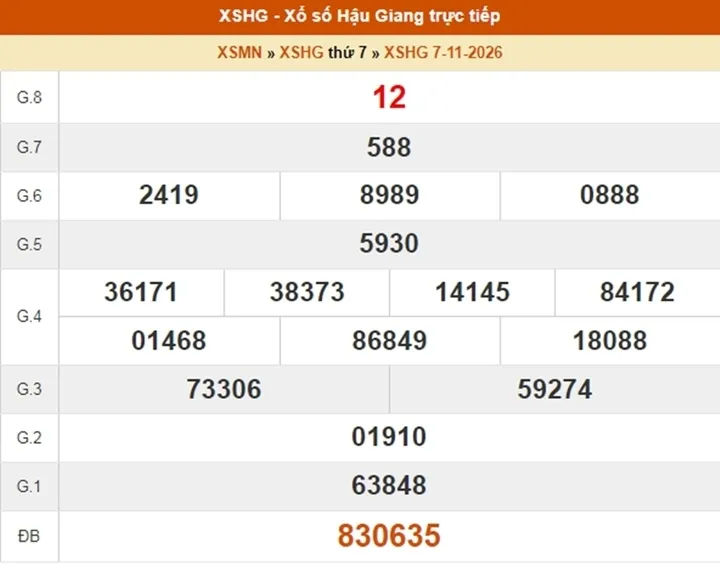 XSHG - Xổ số Hậu Giang trực tiếp
XSMN » XSHG thứ 7 » XSHG 7-11-2026
G.8 12
G.7 588
G.6 2419 8989 0888
G.5 5930
G.4 36171 38373 14145 84172
01468 86849 18088
G.3 73306 59274
G.2 01910
G.1 63848
ĐB 830635